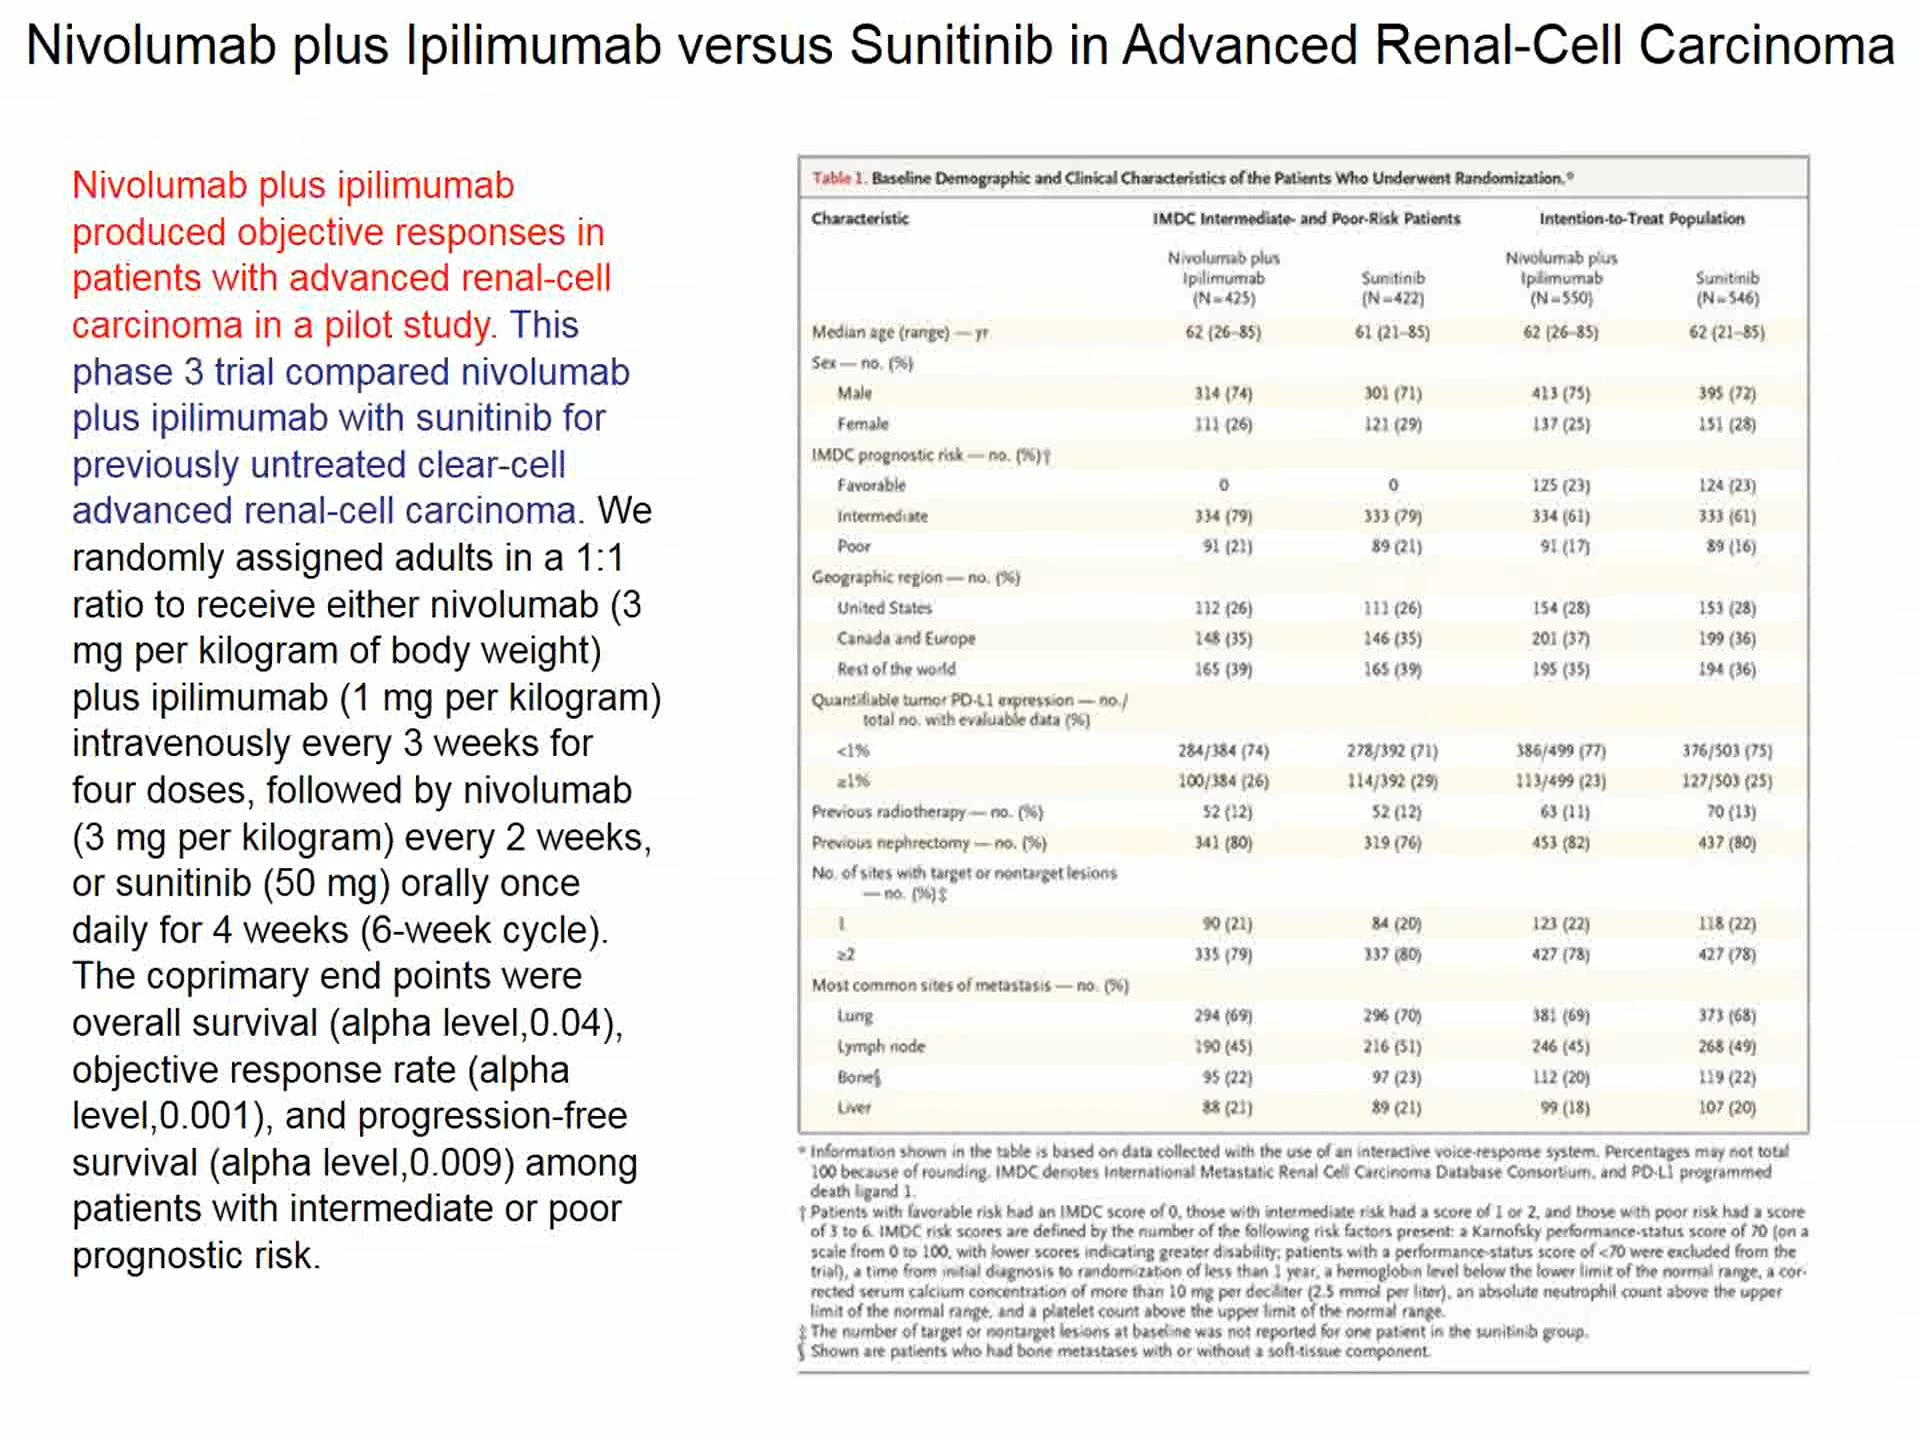 Nivolumab plus Ipilimumab versus Sunitinib in Advanced Renal-Cell Carcinoma
Nivolumab plus ipilimumab
produced objective responses in
patients with advanced renal-cell
carcinoma in a pilot study. This
phase 3 trial compared nivolumab
plus ipilimumab with sunitinib for
previously untreated clear-cell
advanced renal-cell carcinoma. We
randomly assigned adults in a 1:1
ratio to receive either nivolumab (3
mg per kilogram of body weight)
plus ipilimumab (1 mg per kilogram)
intravenously every 3 weeks for
four doses, followed by nivolumab
(3 mg per kilogram) every 2 weeks,
or sunitinib (50 mg) orally once
daily for 4 weeks (6-week cycle).
The coprimary end points were
overall survival (alpha level,0.04),
objective response rate (alpha
level,0.001), and progression-free
survival (alpha level,0.009) among
patients with intermediate or poor
prognostic risk.
Table 1. Baseline Demographic and Clinical Characteristics of the Patients Who Underwent Randomization.*
Characteristic IMDC Intermediate- and Poor-Risk Patients Intention-to-Treat Population
Nivolumab plus Ipilimumab (N=425) Sunitinib (N=422) Nivolumab plus Ipilimumab (N=550) Sunitinib (N=546)
Median age (range) — yr 62 (26–85) 61 (21–85) 62 (26–85) 62 (21–85)
Sex — no. (%)
Male 314 (74) 301 (71) 413 (75) 395 (72)
Female 111 (26) 121 (29) 137 (25) 151 (28)
IMDC prognostic risk — no. (%)†
Favorable 0 0 125 (23) 124 (23)
Intermediate 334 (79) 333 (79) 334 (61) 333 (61)
Poor 91 (21) 89 (21) 91 (17) 89 (16)
Geographic region — no. (%)
United States 112 (26) 111 (26) 154 (28) 153 (28)
Canada and Europe 148 (35) 146 (35) 201 (37) 199 (36)
Rest of the world 165 (39) 165 (39) 195 (35) 194 (36)
Quantifiable tumor PD-L1 expression — no./
total no. with evaluable data (%)
<1% 284/384 (74) 278/392 (71) 386/499 (77) 376/503 (75)
≥1% 100/384 (26) 114/392 (29) 113/499 (23) 127/503 (25)
Previous radiotherapy — no. (%) 52 (12) 52 (12) 63 (11) 70 (13)
Previous nephrectomy — no. (%) 341 (80) 319 (76) 453 (82) 437 (80)
No. of sites with target or nontarget lesions
— no. (%)‡
1 90 (21) 84 (20) 123 (22) 118 (22)
≥2 335 (79) 337 (80) 427 (78) 427 (78)
Most common sites of metastasis — no. (%)
Lung 294 (69) 296 (70) 381 (69) 373 (68)
Lymph node 190 (45) 216 (51) 246 (45) 268 (49)
Bone§ 95 (22) 97 (23) 112 (20) 119 (22)
Liver 88 (21) 89 (21) 99 (18) 107 (20)
* Information shown in the table is based on data collected with the use of an interactive voice-response system. Percentages may not total
100 because of rounding. IMDC denotes International Metastatic Renal Cell Carcinoma Database Consortium, and PD-L1 programmed
death ligand 1.
† Patients with favorable risk had an IMDC score of 0, those with intermediate risk had a score of 1 or 2, and those with poor risk had a score
of 3 to 6. IMDC risk scores are defined by the number of the following risk factors present: a Karnofsky performance-status score of 70 (on a
scale from 0 to 100, with lower scores indicating greater disability; patients with a performance-status score of <70 were excluded from the
trial), a time from initial diagnosis to randomization of less than 1 year, a hemoglobin level below the lower limit of the normal range, a cor-
rected serum calcium concentration of more than 10 mg per deciliter (2.5 mmol per liter), an absolute neutrophil count above the upper
limit of the normal range, and a platelet count above the upper limit of the normal range.
‡ The number of target or nontarget lesions at baseline was not reported for one patient in the sunitinib group.
§ Shown are patients who had bone metastases with or without a soft-tissue component.